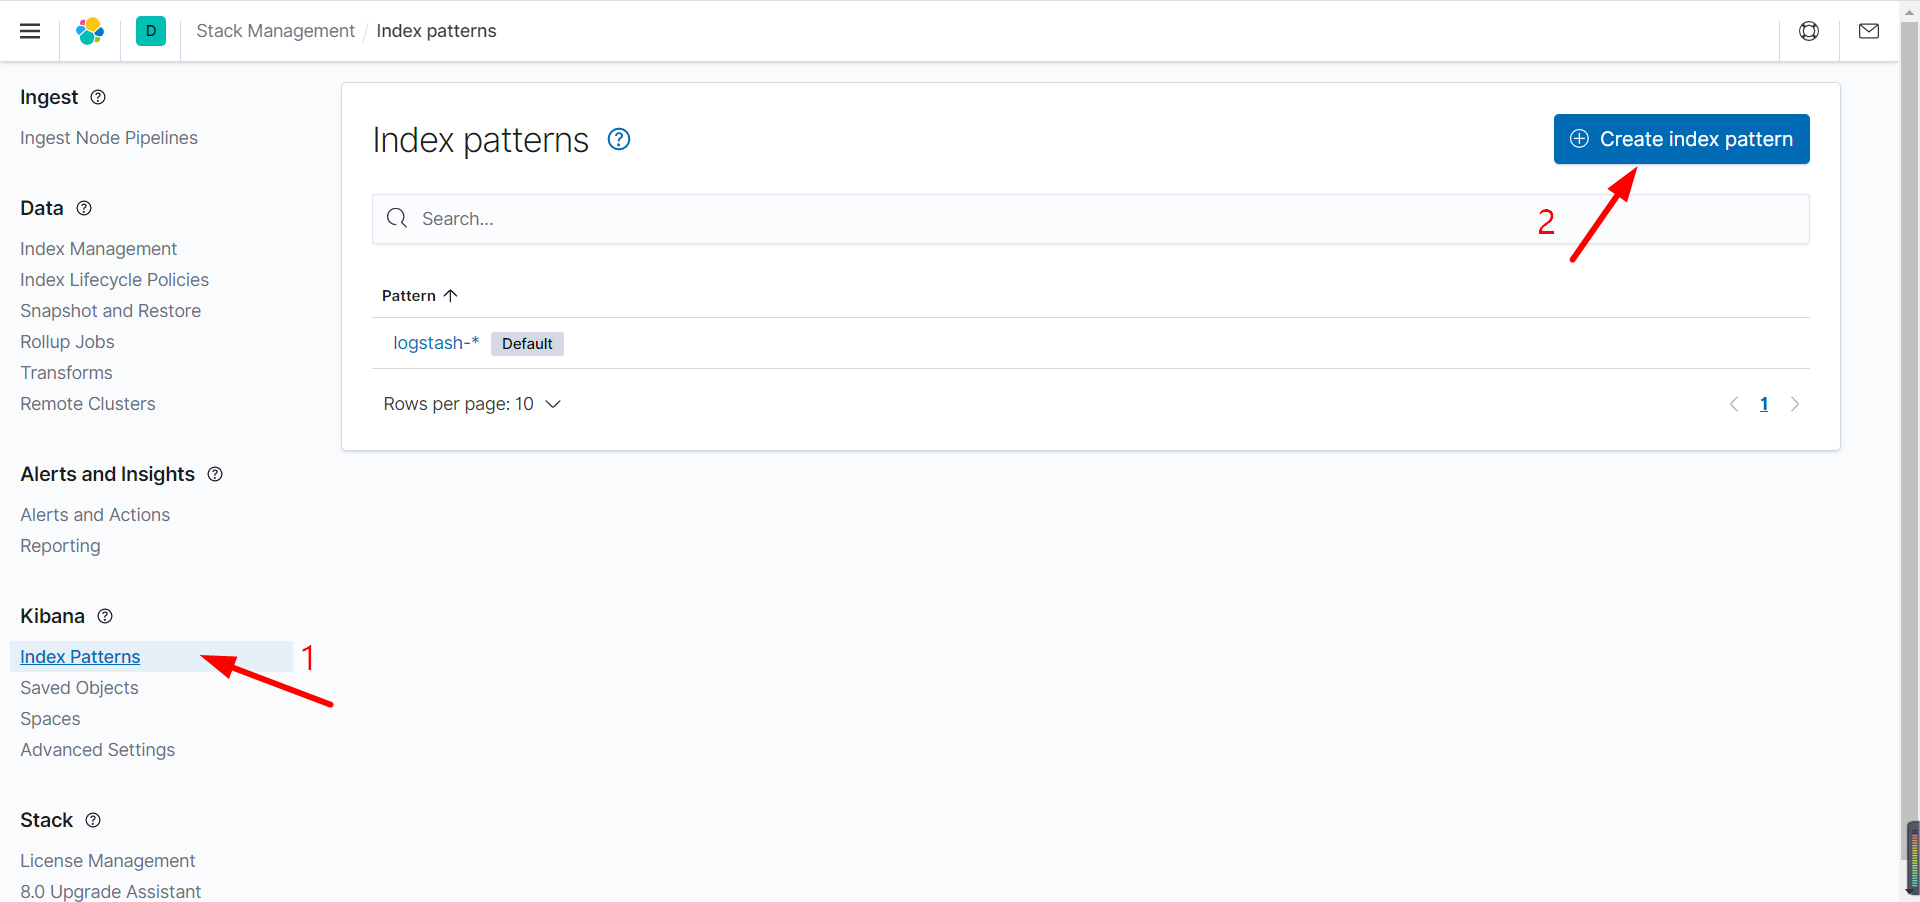 D Stack Management / Index patterns
Ingest
Ingest Node Pipelines
Data
Index Management
Index Lifecycle Policies
Snapshot and Restore
Rollup Jobs
Transforms
Remote Clusters
Alerts and Insights
Alerts and Actions
Reporting
Kibana
Index Patterns 1
Saved Objects
Spaces
Advanced Settings
Stack
License Management
8.0 Upgrade Assistant
Index patterns
Create index pattern
Search...
2
Pattern
logstash-* Default
Rows per page: 10
1